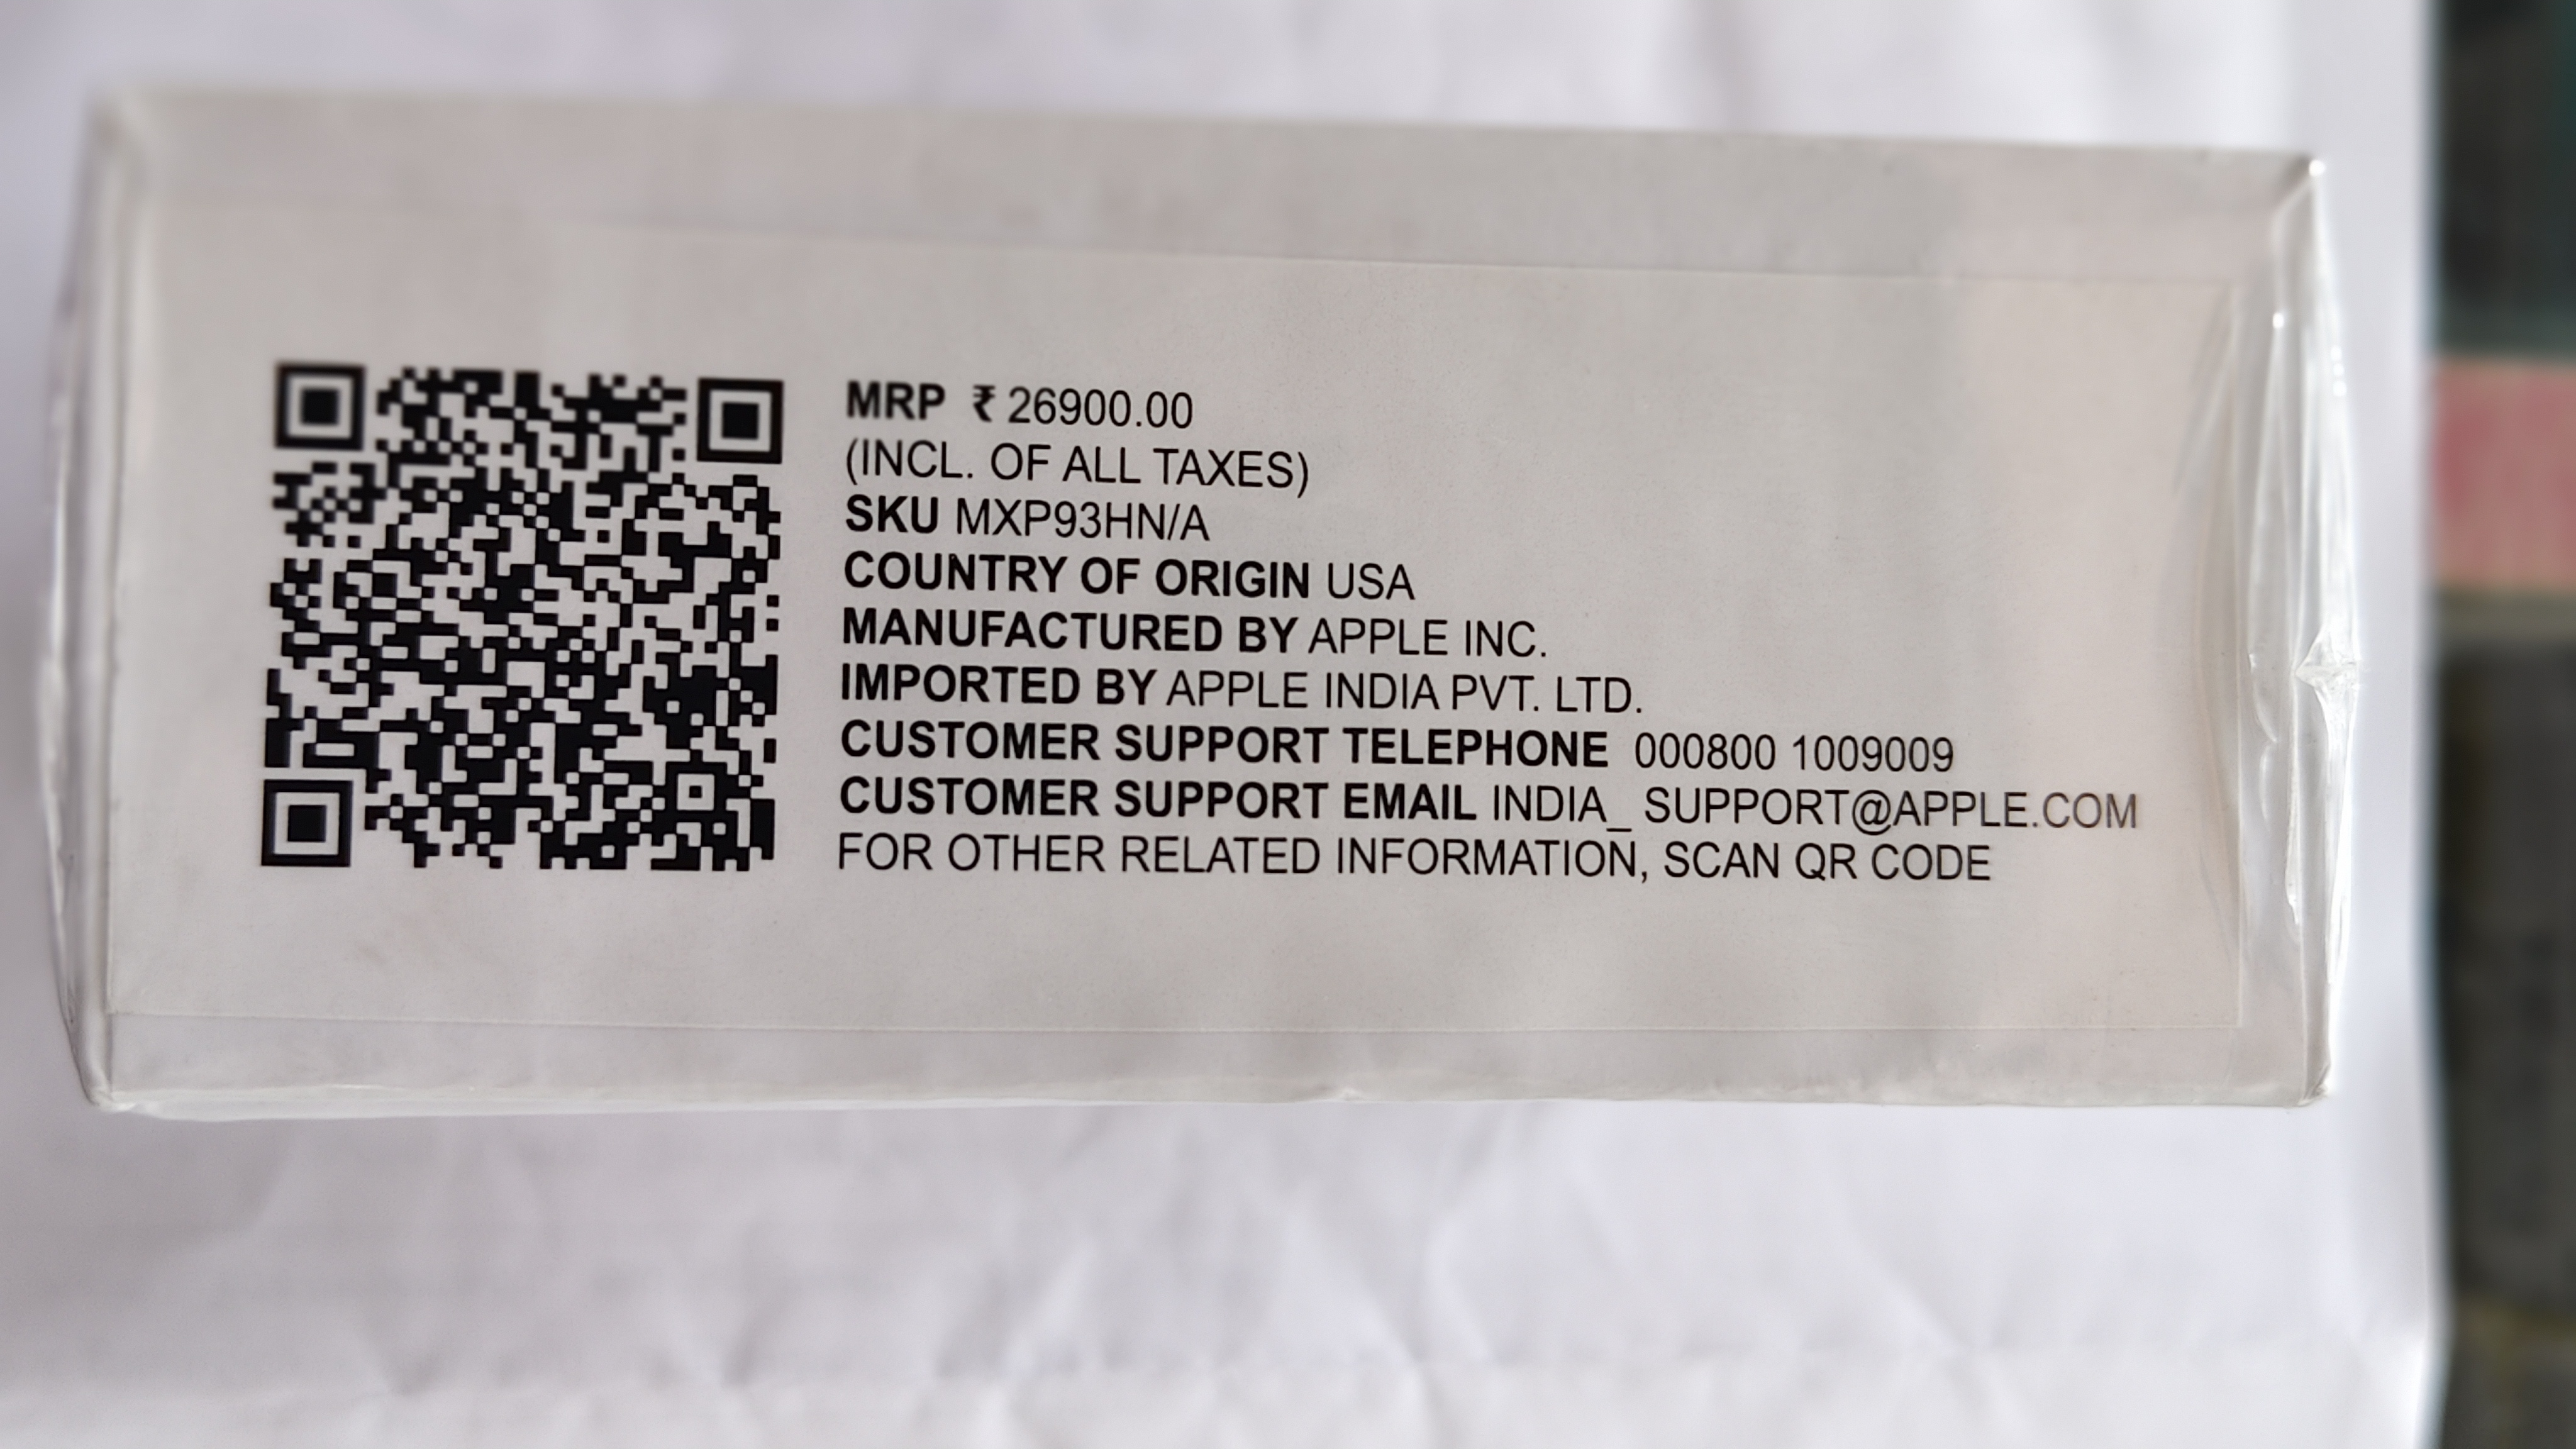 MRP ₹ 26900.00
(INCL. OF ALL TAXES)
SKU MXP93HN/A
COUNTRY OF ORIGIN USA
MANUFACTURED BY APPLE INC.
IMPORTED BY APPLE INDIA PVT. LTD.
CUSTOMER SUPPORT TELEPHONE 000800 1009009
CUSTOMER SUPPORT EMAIL INDIA_ SUPPORT@APPLE.COM
FOR OTHER RELATED INFORMATION, SCAN QR CODE